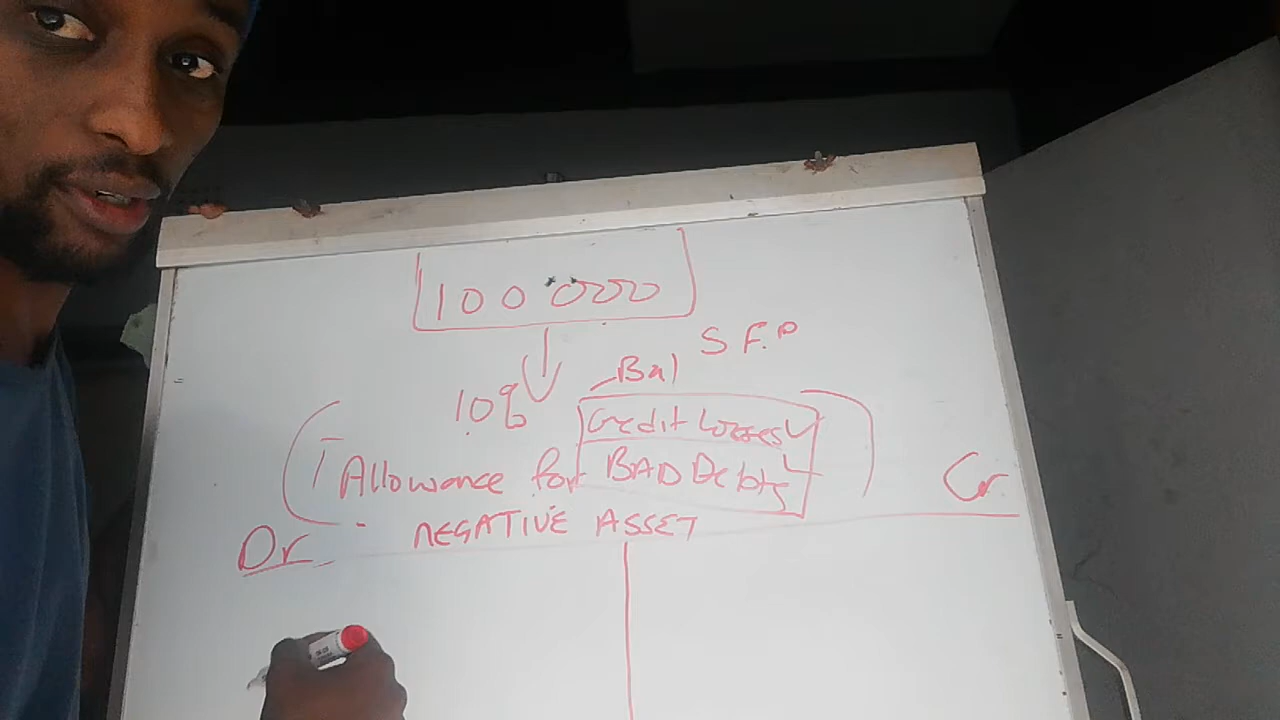 100 000
S F.P
Bal
10%
Credit Losses
Allowance for BAD Debts
Cr.
NEGATIVE ASSET
Dr.